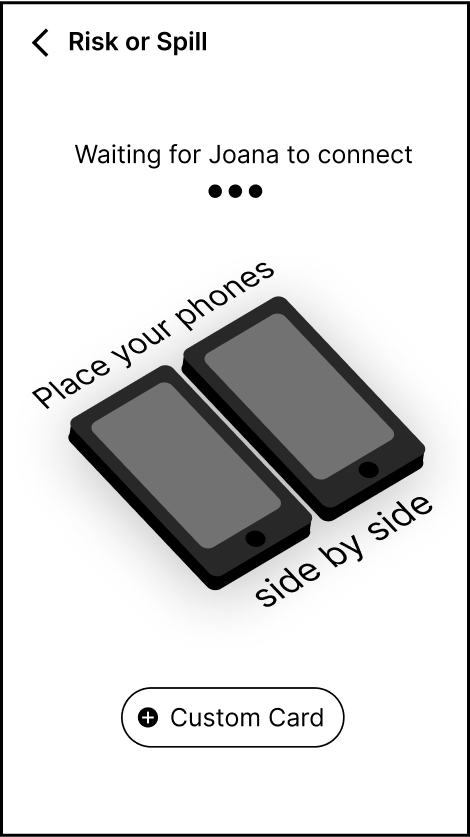 Risk or Spill
Waiting for Joana to connect
Place your phones
side by side
Custom Card